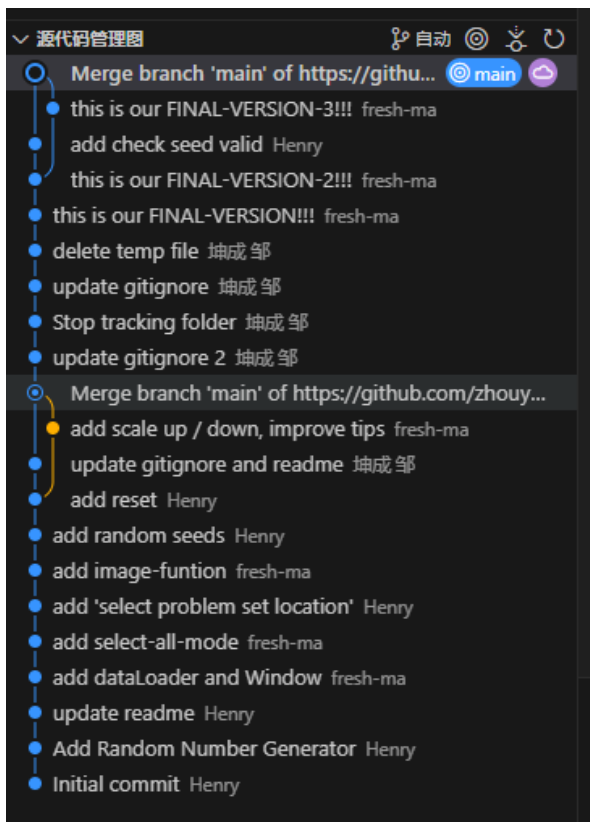 源代码管理图 自动
Merge branch 'main' of https://githu... main
this is our FINAL-VERSION-3!!! fresh-ma
add check seed valid Henry
this is our FINAL-VERSION-2!!! fresh-ma
this is our FINAL-VERSION!!! fresh-ma
delete temp file 坤成 邹
update gitignore 坤成 邹
Stop tracking folder 坤成 邹
update gitignore 2 坤成 邹
Merge branch 'main' of https://github.com/zhouy...
add scale up / down, improve tips fresh-ma
update gitignore and readme 坤成 邹
add reset Henry
add random seeds Henry
add image-funtion fresh-ma
add 'select problem set location' Henry
add select-all-mode fresh-ma
add dataLoader and Window fresh-ma
update readme Henry
Add Random Number Generator Henry
Initial commit Henry